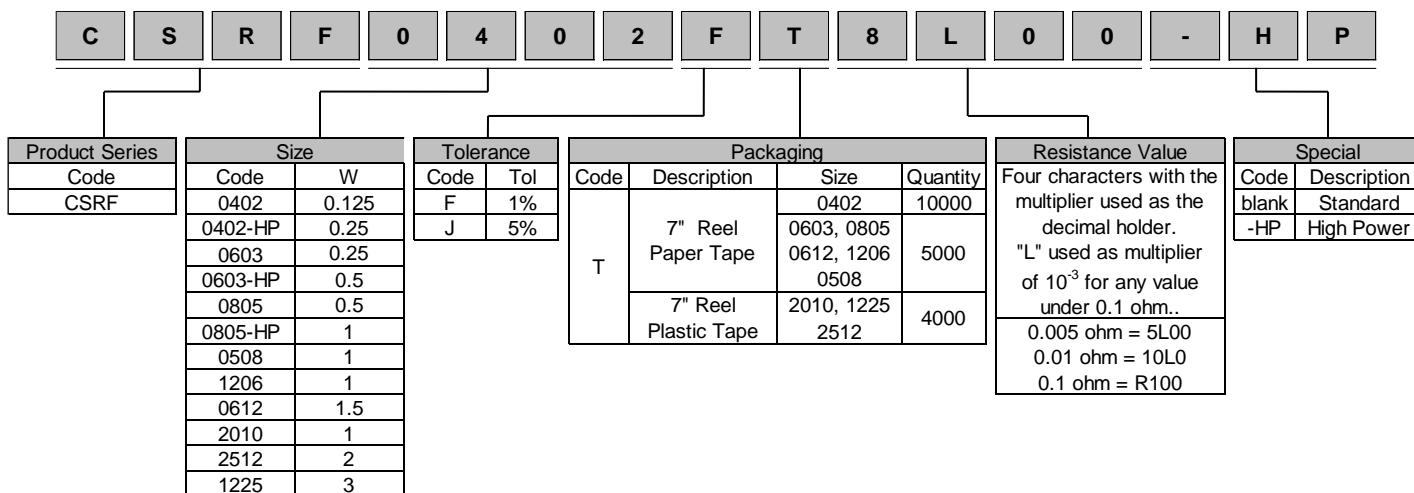 C S R F 0 4 0 2 F T 8 L 0 0 - H P
Product Series
Code
CSRF
Size
Code W
0402 0.125
0402-HP 0.25
0603 0.25
0603-HP 0.5
0805 0.5
0805-HP 1
0508 1
1206 1
0612 1.5
2010 1
2512 2
1225 3
Tolerance
Code Tol
F 1%
J 5%
Packaging
Code Description Size Quantity
T
7" Reel
Paper Tape
0402 10000
0603, 0805
0612, 1206
0508
5000
7" Reel
Plastic Tape
2010, 1225
2512
4000
Resistance Value
Four characters with the
multiplier used as the
decimal holder.
"L" used as multiplier
of 10⁻³ for any value
under 0.1 ohm..
0.005 ohm = 5L00
0.01 ohm = 10L0
0.1 ohm = R100
Special
Code Description
blank Standard
-HP High Power